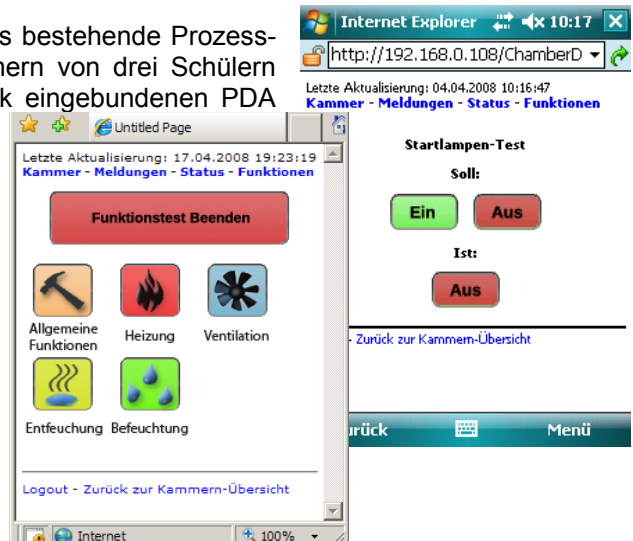 s bestehende Prozess-
nern von drei Schülern
k eingebundenen PDA
Internet Explorer 10:17
http://192.168.0.108/ChamberD
Letzte Aktualisierung: 04.04.2008 10:16:47
Kammer - Meldungen - Status - Funktionen
Startlampen-Test
Soll:
Ein Aus
Ist:
Aus
- Zurück zur Kammern-Übersicht
urück Menü
Untitled Page
Letzte Aktualisierung: 17.04.2008 19:23:19
Kammer - Meldungen - Status - Funktionen
Funktionstest Beenden
Allgemeine
Funktionen
Heizung
Ventilation
Entfeuchung
Befeuchtung
Logout - Zurück zur Kammern-Übersicht
Internet 100%